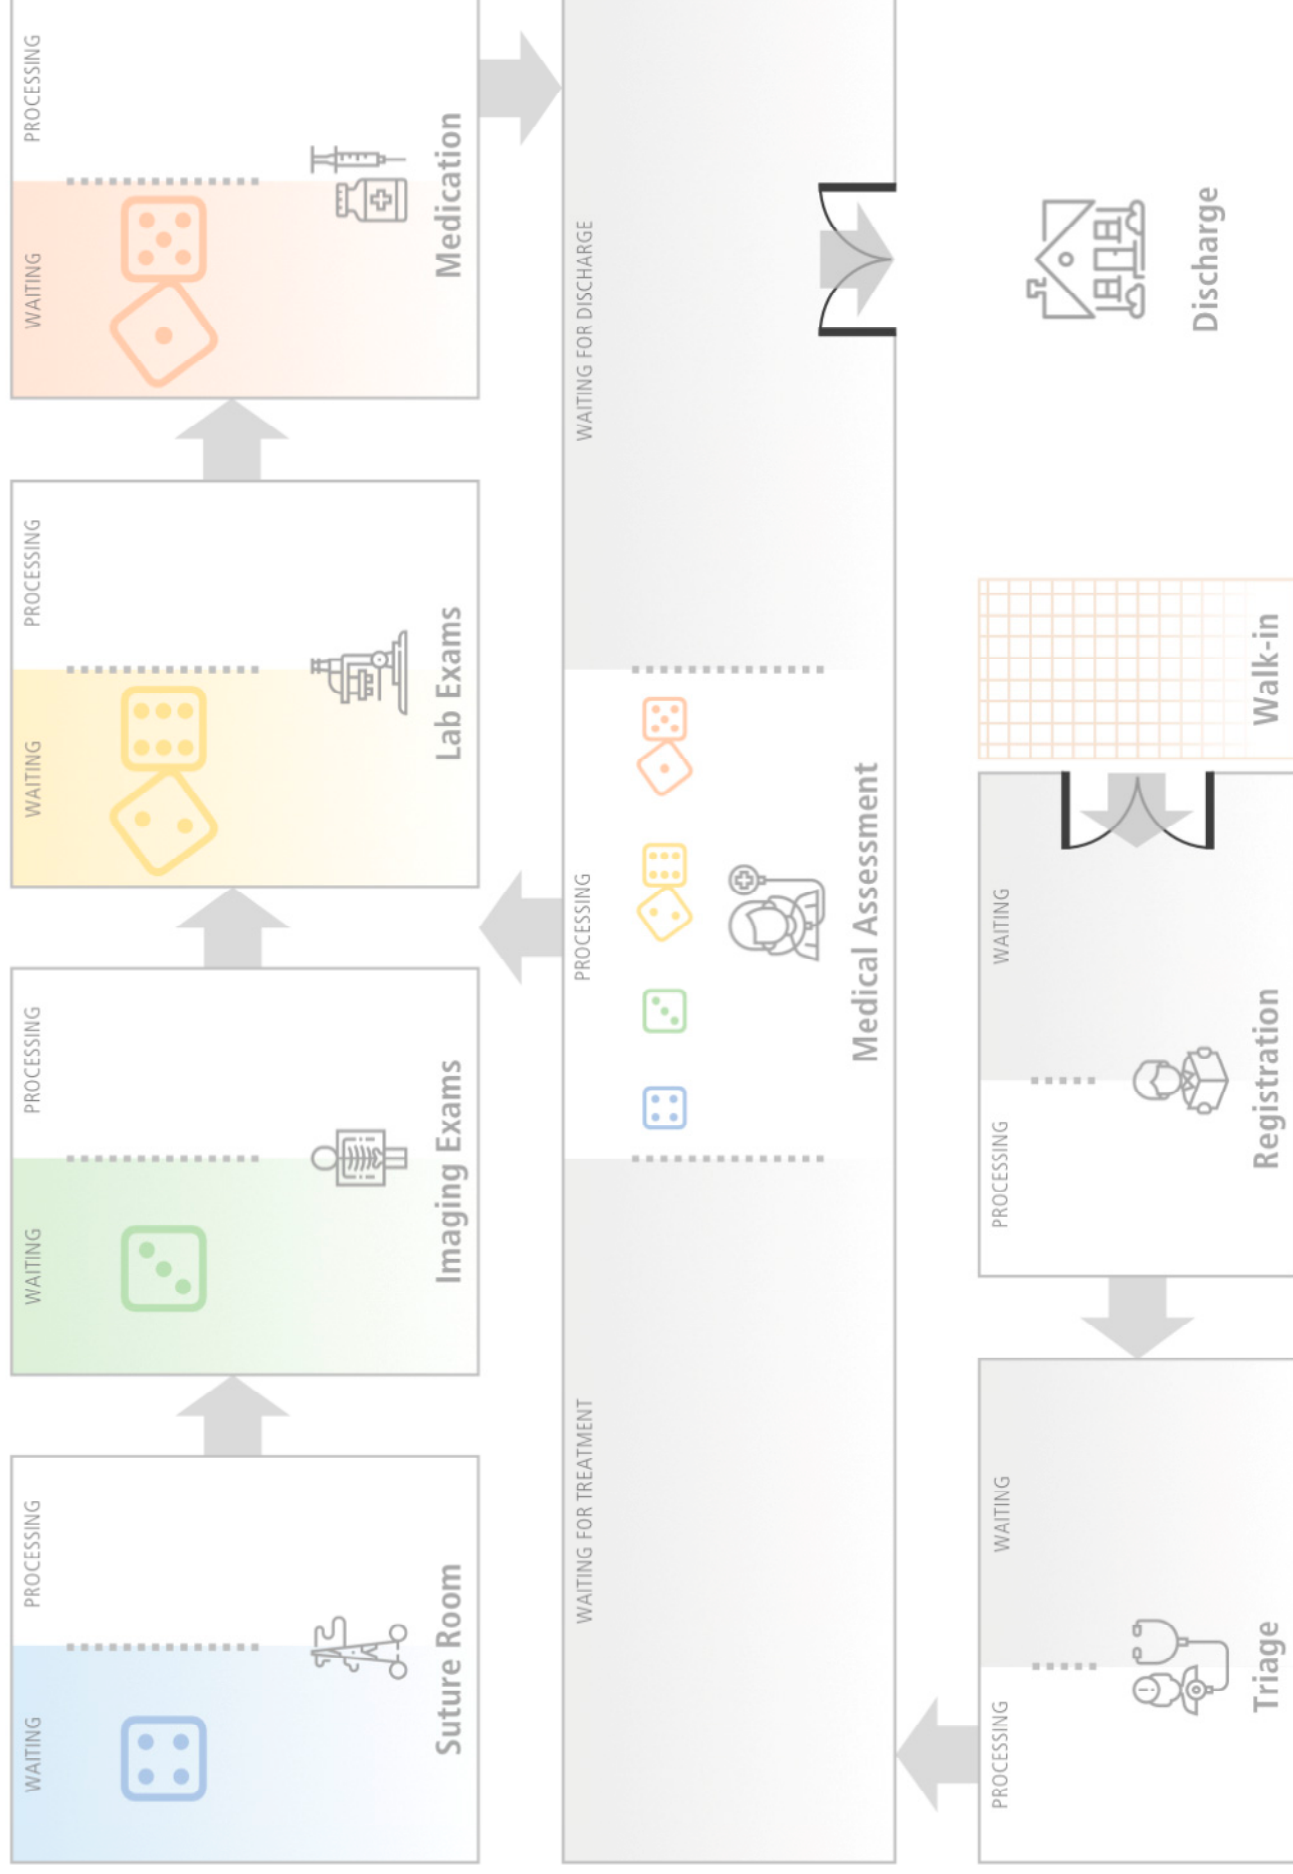 WAITING
PROCESSING
Suture Room
WAITING
PROCESSING
Imaging Exams
WAITING
PROCESSING
Lab Exams
WAITING
PROCESSING
Medication
WAITING FOR TREATMENT
PROCESSING
WAITING FOR DISCHARGE
Medical Assessment
PROCESSING
WAITING
Triage
PROCESSING
WAITING
Registration
Walk-in
Discharge